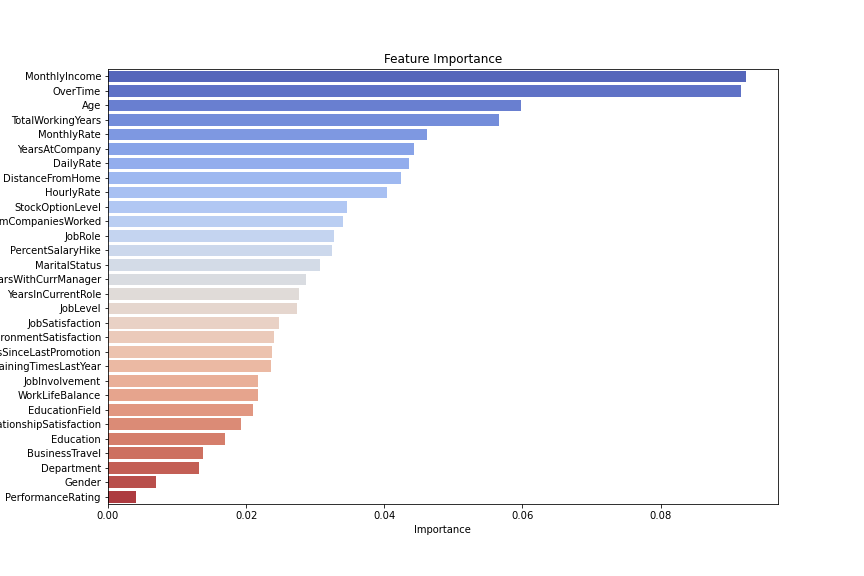 Feature Importance
MonthlyIncome
OverTime
Age
TotalWorkingYears
MonthlyRate
YearsAtCompany
DailyRate
DistanceFromHome
HourlyRate
StockOptionLevel
mCompaniesWorked
JobRole
PercentSalaryHike
MaritalStatus
arsWithCurrManager
YearsInCurrentRole
JobLevel
JobSatisfaction
ronmentSatisfaction
sSinceLastPromotion
ainingTimesLastYear
JobInvolvement
WorkLifeBalance
EducationField
ationshipSatisfaction
Education
BusinessTravel
Department
Gender
PerformanceRating
0.00 0.02 0.04 0.06 0.08
Importance